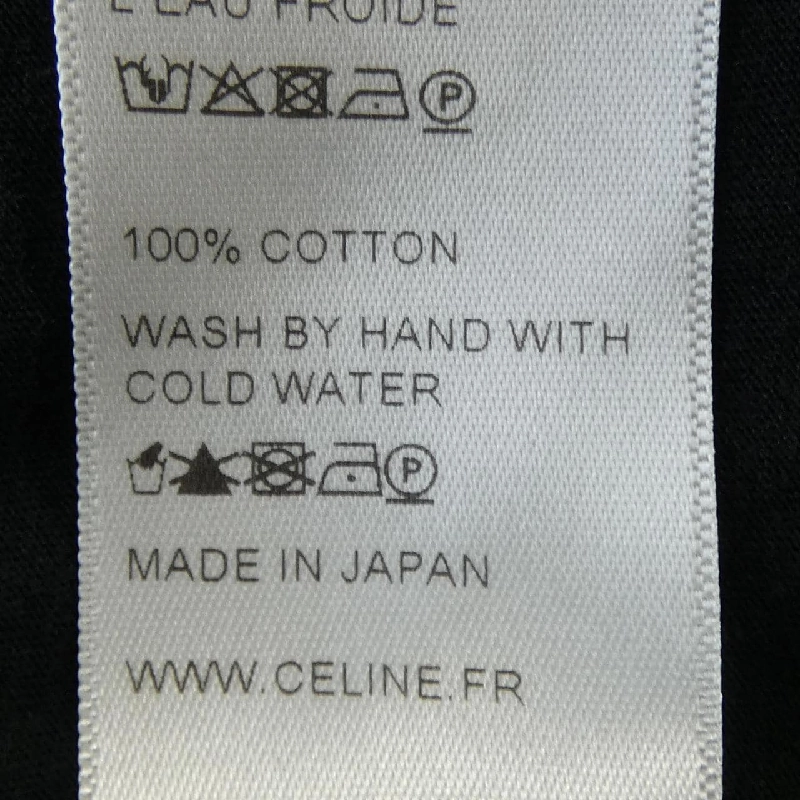 L'EAU FROIDE
P
100% COTTON
WASH BY HAND WITH
COLD WATER
P
MADE IN JAPAN
WWW.CELINE.FR